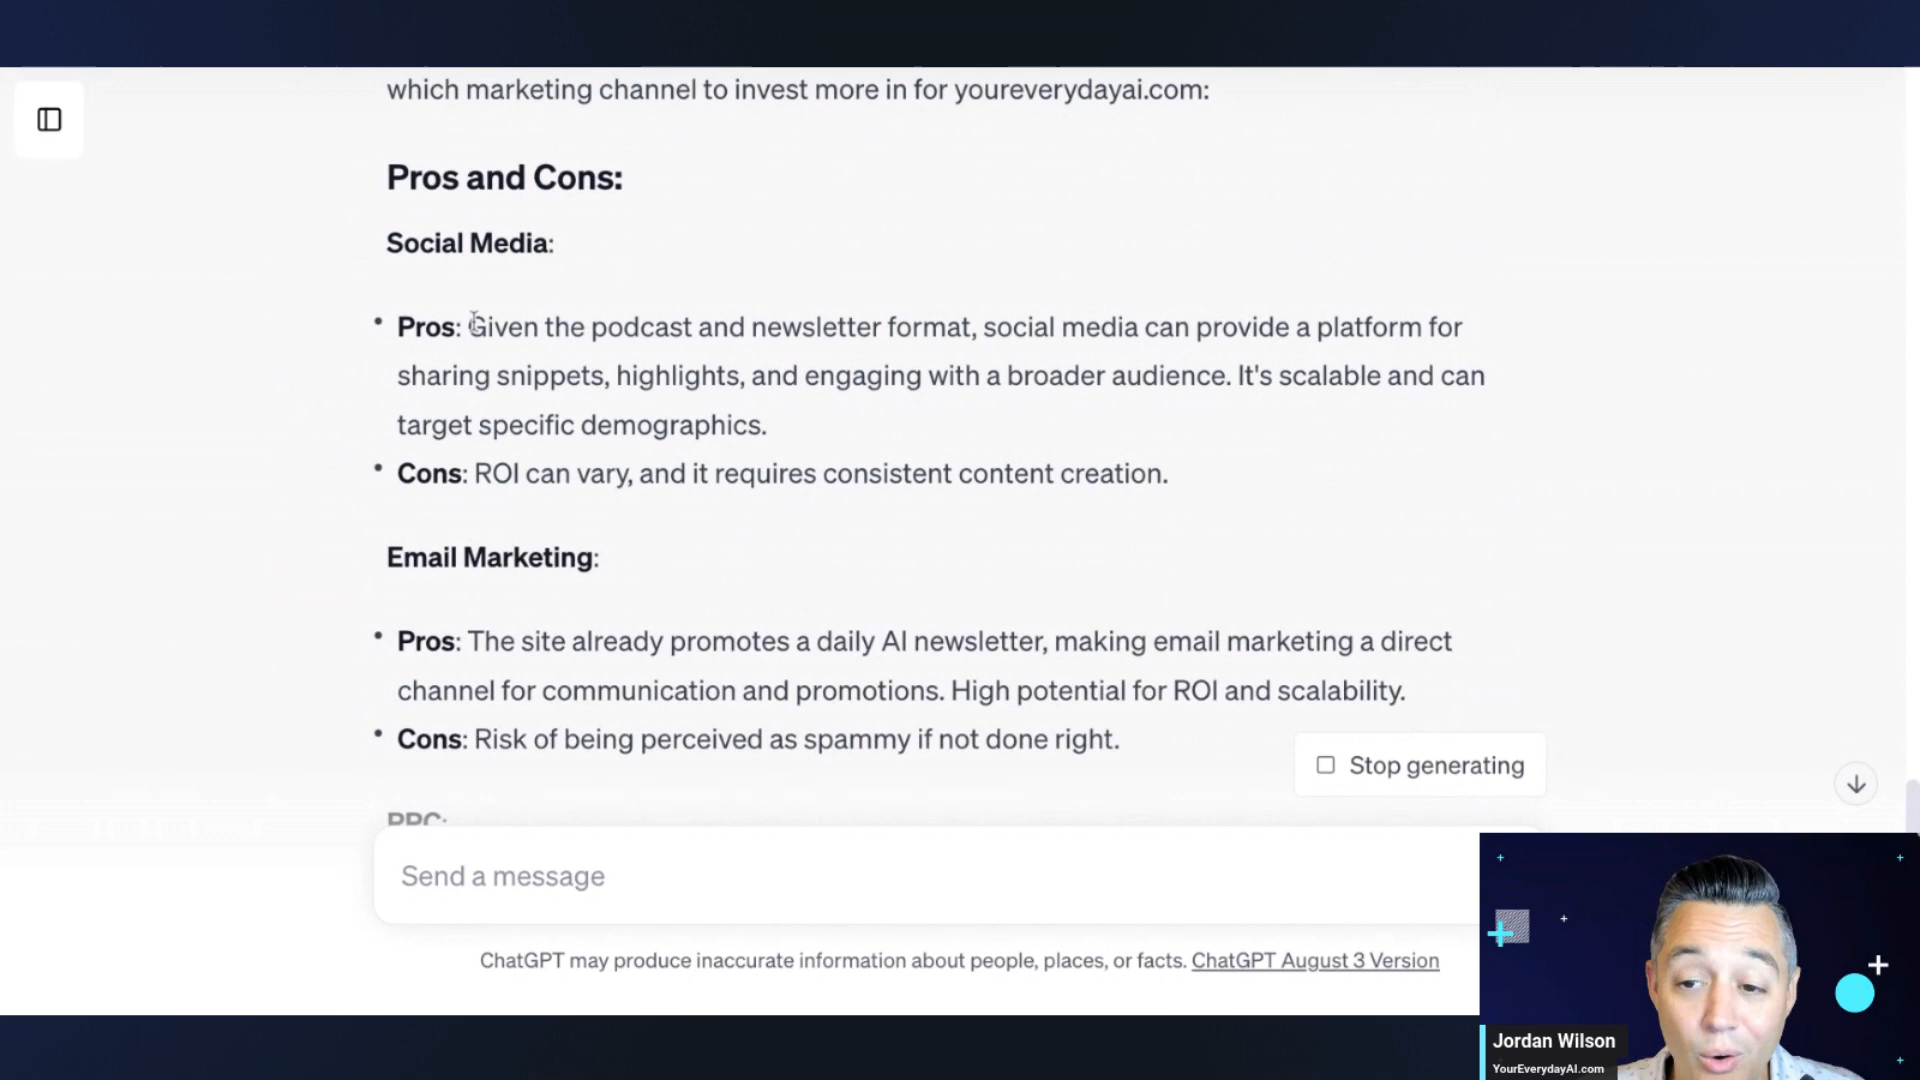 which marketing channel to invest more in for youreverydayai.com:
Pros and Cons:
Social Media:
• Pros: Given the podcast and newsletter format, social media can provide a platform for
sharing snippets, highlights, and engaging with a broader audience. It's scalable and can
target specific demographics.
• Cons: ROI can vary, and it requires consistent content creation.
Email Marketing:
• Pros: The site already promotes a daily AI newsletter, making email marketing a direct
channel for communication and promotions. High potential for ROI and scalability.
• Cons: Risk of being perceived as spammy if not done right.
Stop generating
PPC:
Send a message
ChatGPT may produce inaccurate information about people, places, or facts. ChatGPT August 3 Version
Jordan Wilson
YourEverydayAI.com